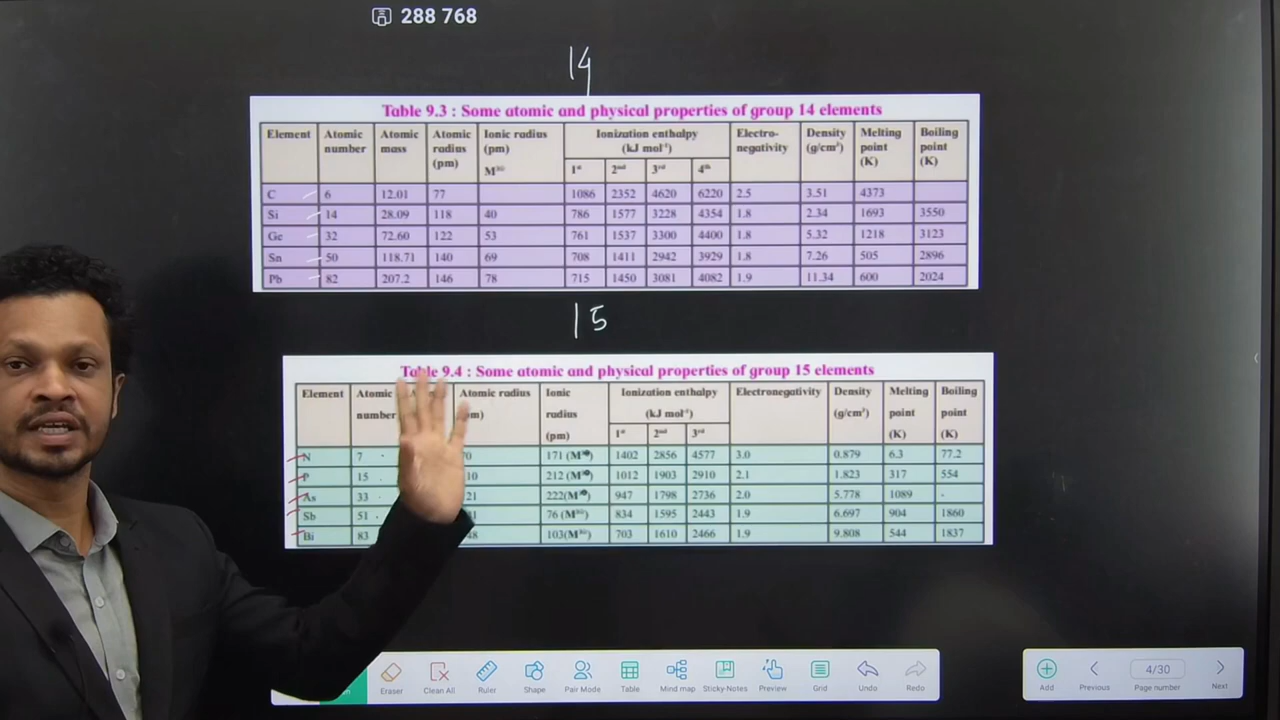 288 768
14
Table 9.3 : Some atomic and physical properties of group 14 elements
Element Atomic number Atomic mass Atomic radius (pm) Ionic radius (pm) Ionization enthalpy (kJ mol⁻¹) Electro-negativity Density (g/cm³) Melting point (K) Boiling point (K)
1st 2nd 3rd 4th
C 6 12.01 77 1086 2352 4620 6220 2.5 3.51 4373
Si 14 28.09 118 40 786 1577 3228 4354 1.8 2.34 1693 3550
Ge 32 72.60 122 53 761 1537 3300 4400 1.8 5.32 1218 3123
Sn 50 118.71 140 69 708 1411 2942 3929 1.8 7.26 505 2896
Pb 82 207.2 146 78 715 1450 3081 4082 1.9 11.34 600 2024
15
Table 9.4 : Some atomic and physical properties of group 15 elements
Element Atomic number Atomic radius Ionic radius (pm) Ionization enthalpy (kJ mol⁻¹) Electronegativity Density (g/cm³) Melting point (K) Boiling point (K)
1st 2nd 3rd
N 7 70 171 1402 2856 4577 3.0 0.879 6.3 77.2
P 15 10 212 1012 1903 2910 2.1 1.823 317 554
As 33 21 222 947 1798 2736 2.0 5.778 1089 -
Sb 51 76 834 1595 2443 1.9 6.697 904 1860
Bi 83 48 103 703 1610 2466 1.9 9.808 544 1837
Eraser Clean All Ruler Shape Pair Mode Table Mind map Sticky-Notes Preview Grid Undo Redo
Add Previous 4/30 Page number Next